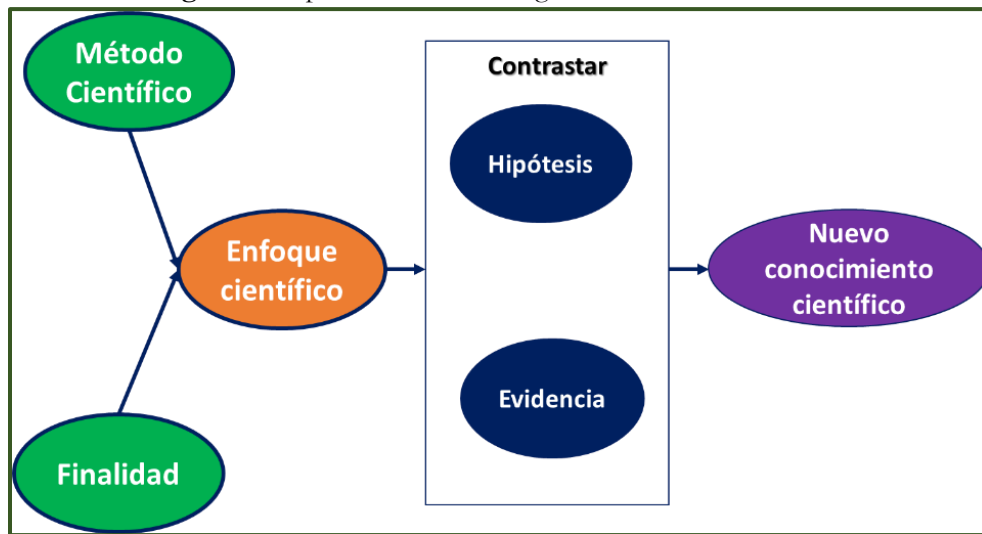 Método
Científico
Contrastar
Hipótesis
Enfoque
científico
Nuevo
conocimiento
científico
Evidencia
Finalidad